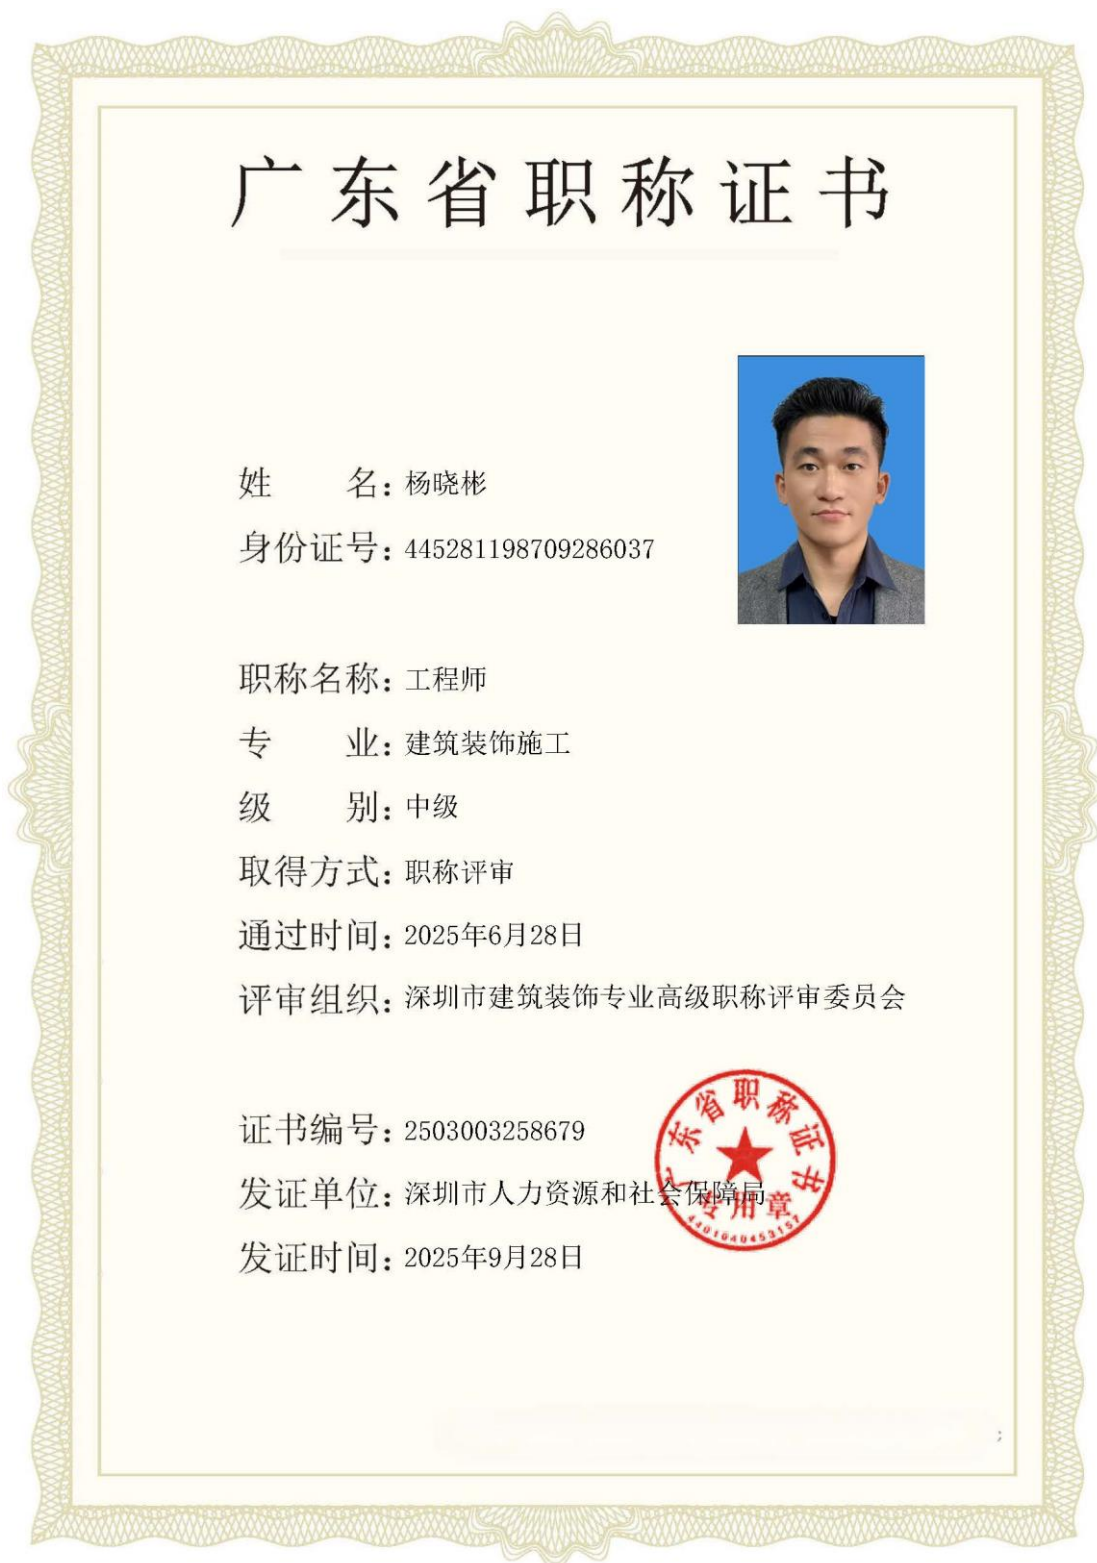 广东省职称证书
姓 名：杨晓彬
身份证号：445281198709286037
职称名称：工程师
专 业：建筑装饰施工
级 别：中级
取得方式：职称评审
通过时间：2025年6月28日
评审组织：深圳市建筑装饰专业高级职称评审委员会
证书编号：2503003258679
发证单位：深圳市人力资源和社会保障局
发证时间：2025年9月28日
广东省职称证书
专用章
4401040453157